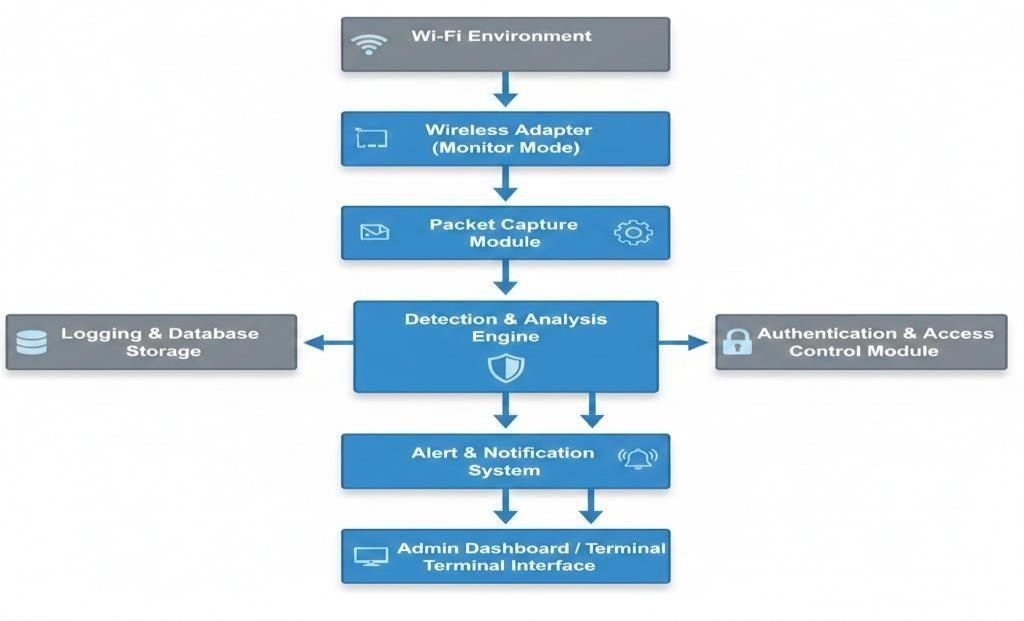 Wi-Fi Environment
Wireless Adapter
(Monitor Mode)
Packet Capture
Module
Detection & Analysis
Engine
Logging & Database
Storage
Authentication & Access
Control Module
Alert & Notification
System
Admin Dashboard / Terminal
Terminal Interface